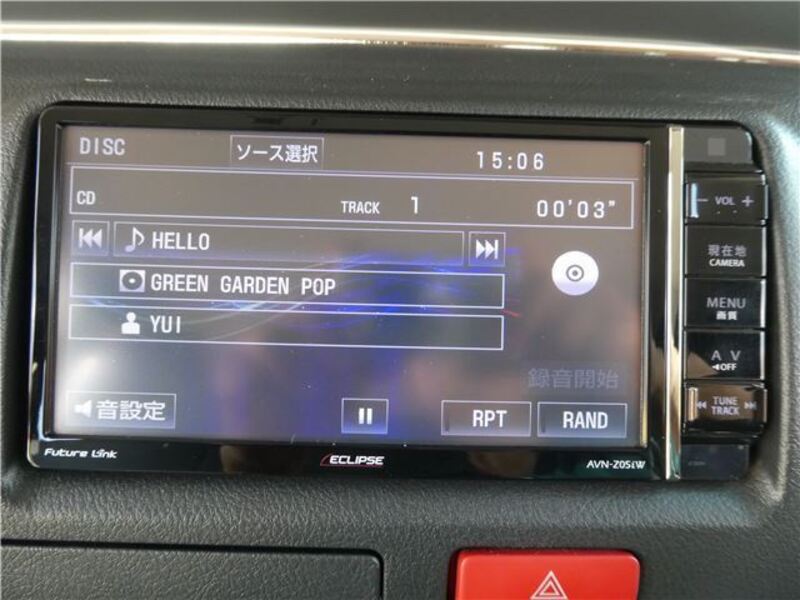 DISC ソース選択 15:06
CD TRACK 1 00'03"
HELLO
GREEN GARDEN POP
YUI
録音開始
音設定 RPT RAND
Future Link ECLIPSE AVN-Z05iW
− VOL +
現在地
CAMERA
MENU
画質
A V
OFF
TUNE
TRACK